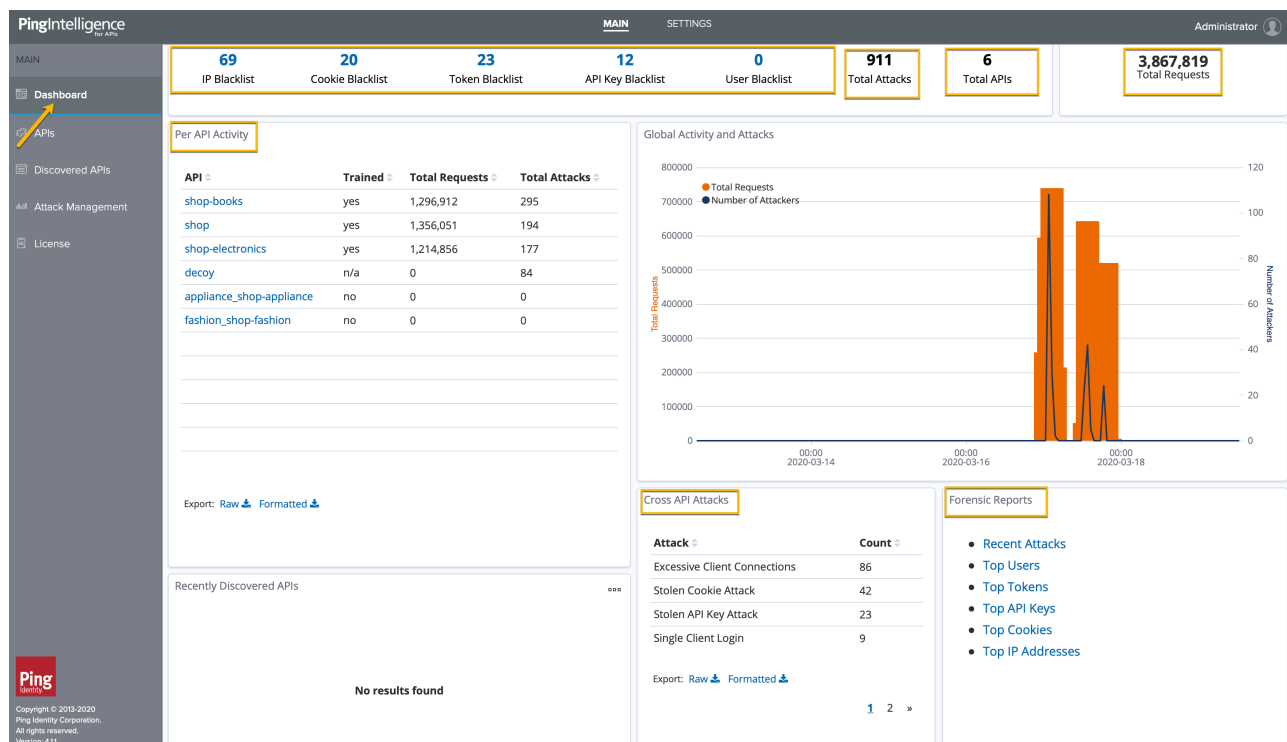 PingIntelligence
for APIs
MAIN
SETTINGS
Administrator
MAIN
Dashboard
APIs
Discovered APIs
Attack Management
License
Ping
Identity
Copyright © 2013-2020
Ping Identity Corporation.
All rights reserved.
Version: 4.1.1
69
IP Blacklist
20
Cookie Blacklist
23
Token Blacklist
12
API Key Blacklist
0
User Blacklist
911
Total Attacks
6
Total APIs
3,867,819
Total Requests
Per API Activity
API Trained Total Requests Total Attacks
shop-books yes 1,296,912 295
shop yes 1,356,051 194
shop-electronics yes 1,214,856 177
decoy n/a 0 84
appliance_shop-appliance no 0 0
fashion_shop-fashion no 0 0
Export: Raw Formatted
Global Activity and Attacks
Total Requests
Number of Attackers
800000
700000
600000
500000
400000
300000
200000
100000
0
Total Requests
120
100
80
60
40
20
0
Number of Attackers
00:00
2020-03-14
00:00
2020-03-16
00:00
2020-03-18
Recently Discovered APIs
No results found
Cross API Attacks
Attack Count
Excessive Client Connections 86
Stolen Cookie Attack 42
Stolen API Key Attack 23
Single Client Login 9
Export: Raw Formatted
1 2 »
Forensic Reports
• Recent Attacks
• Top Users
• Top Tokens
• Top API Keys
• Top Cookies
• Top IP Addresses